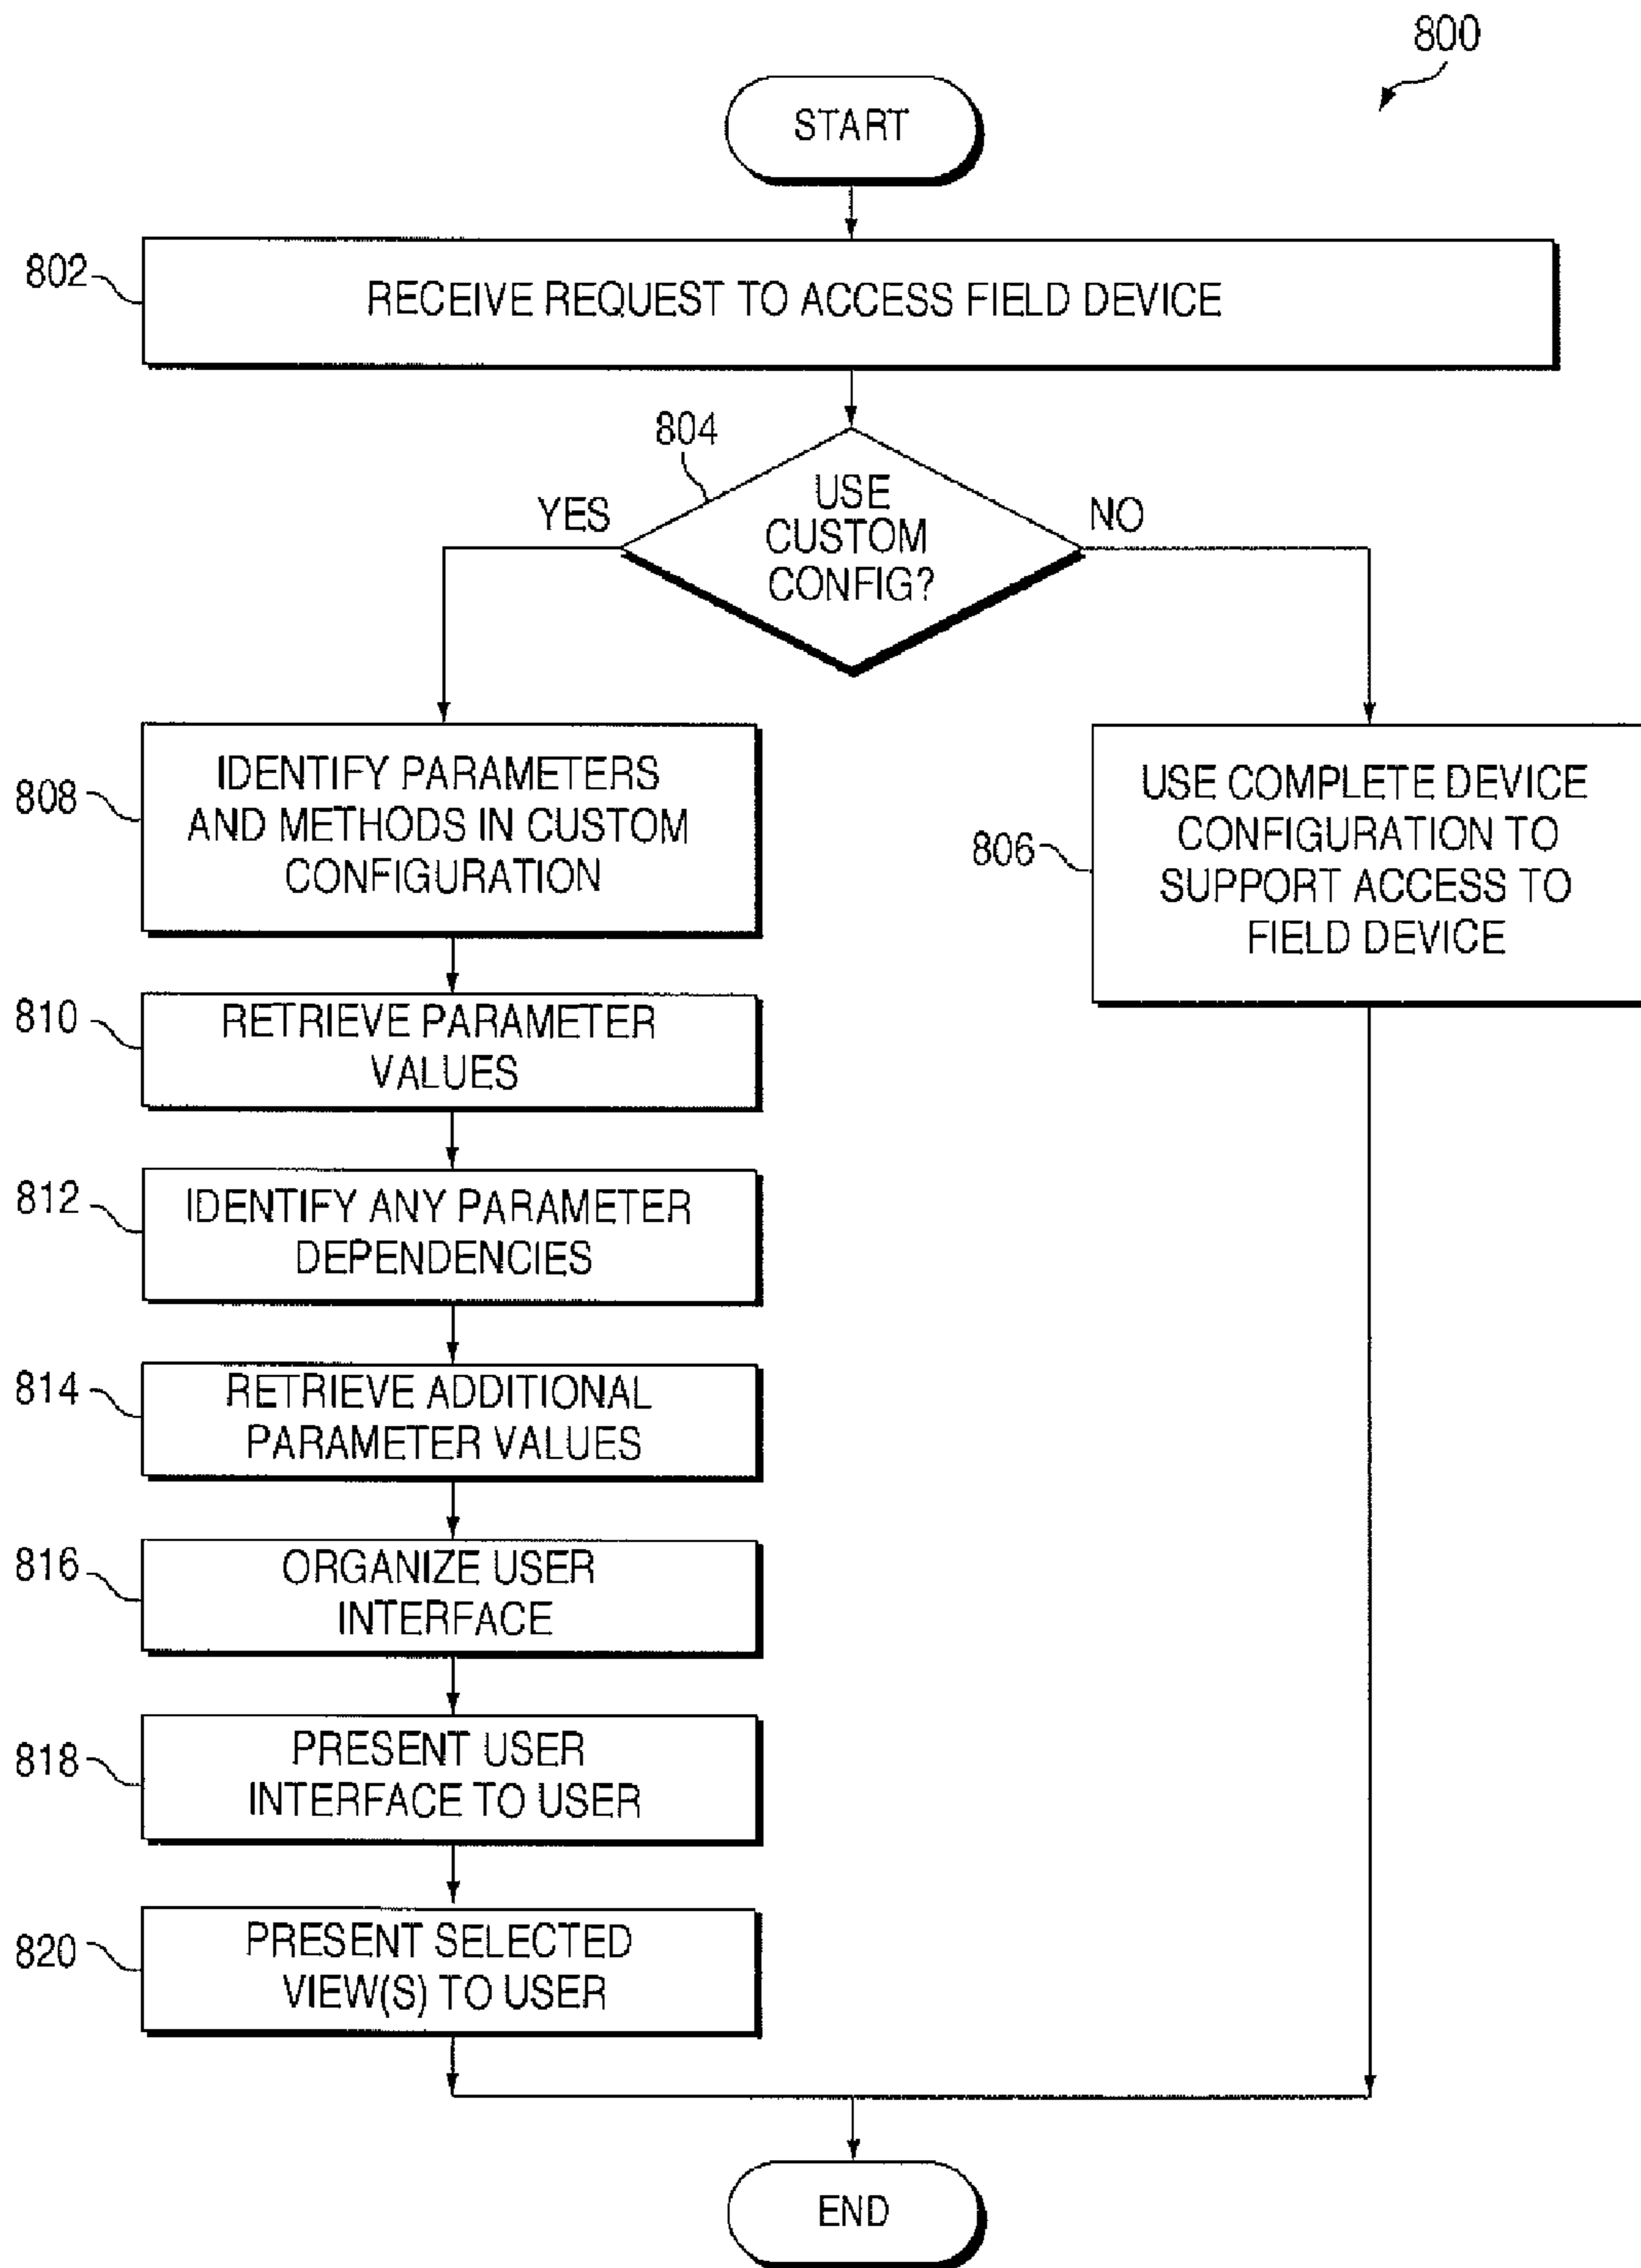 800
START
802
RECEIVE REQUEST TO ACCESS FIELD DEVICE
804
USE
CUSTOM
CONFIG?
YES
NO
808
IDENTIFY PARAMETERS
AND METHODS IN CUSTOM
CONFIGURATION
806
USE COMPLETE DEVICE
CONFIGURATION TO
SUPPORT ACCESS TO
FIELD DEVICE
810
RETRIEVE PARAMETER
VALUES
812
IDENTIFY ANY PARAMETER
DEPENDENCIES
814
RETRIEVE ADDITIONAL
PARAMETER VALUES
816
ORGANIZE USER
INTERFACE
818
PRESENT USER
INTERFACE TO USER
820
PRESENT SELECTED
VIEW(S) TO USER
END